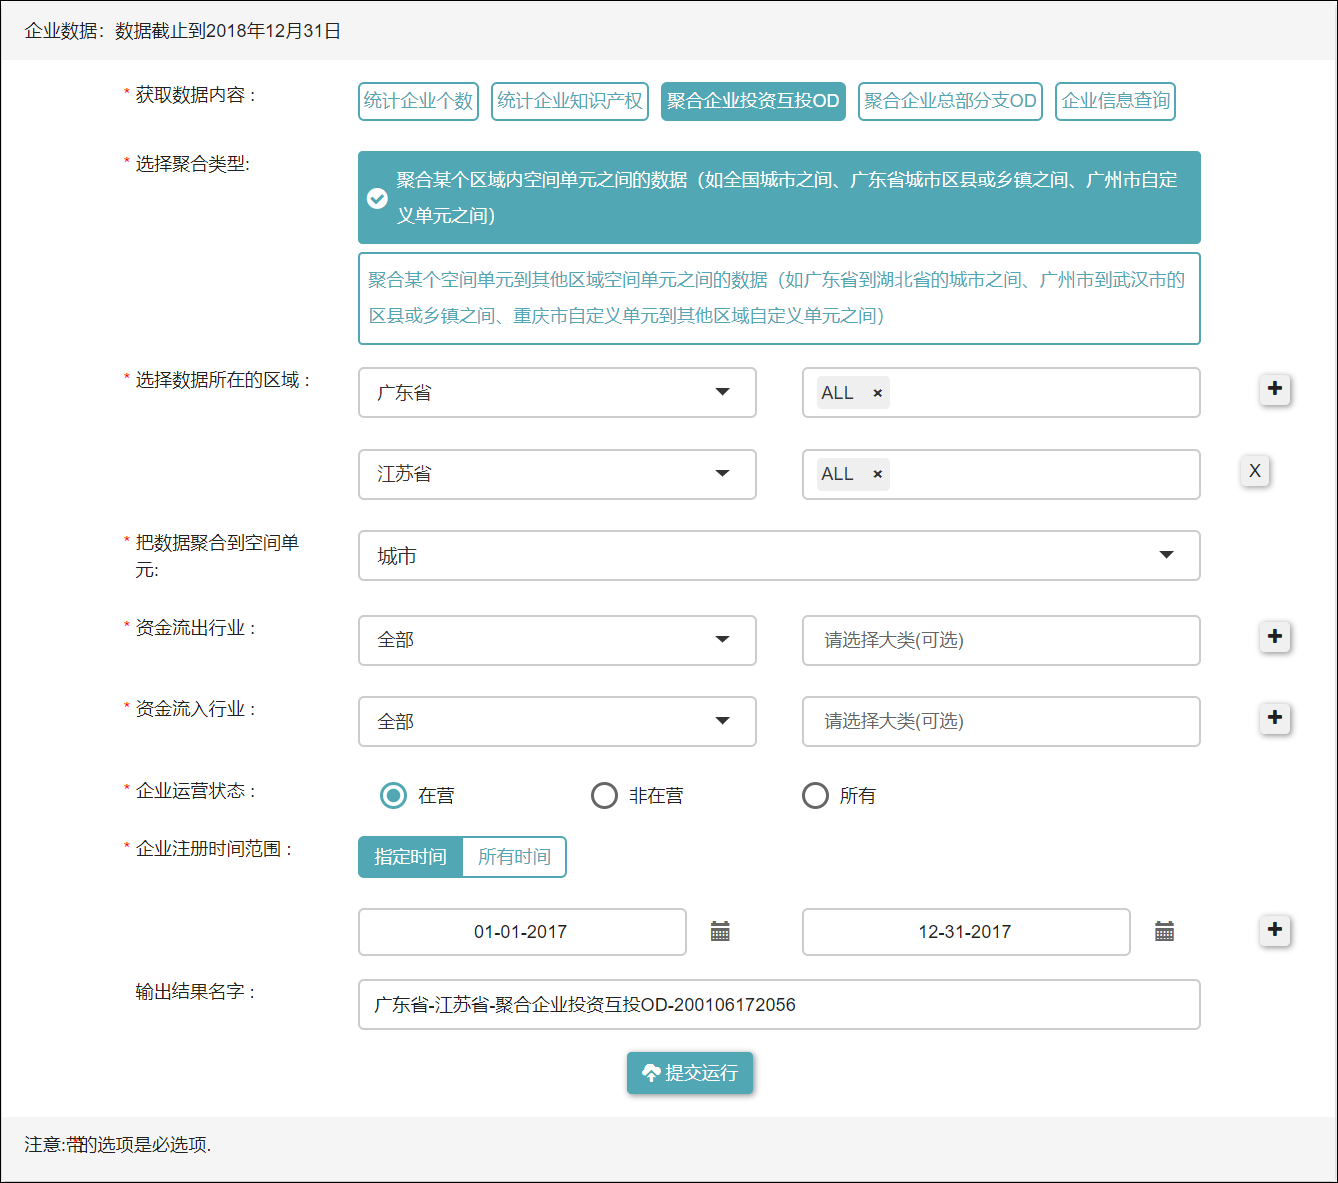 企业数据：数据截止到2018年12月31日
* 获取数据内容 :
统计企业个数 统计企业知识产权 聚合企业投资互投OD 聚合企业总部分支OD 企业信息查询
* 选择聚合类型:
聚合某个区域内空间单元之间的数据（如全国城市之间、广东省城市区县或乡镇之间、广州市自定
义单元之间）
聚合某个空间单元到其他区域空间单元之间的数据（如广东省到湖北省的城市之间、广州市到武汉市的
区县或乡镇之间、重庆市自定义单元到其他区域自定义单元之间）
* 选择数据所在的区域 :
广东省 ALL × +
江苏省 ALL × X
* 把数据聚合到空间单
元:
城市
* 资金流出行业 :
全部 请选择大类(可选) +
* 资金流入行业 :
全部 请选择大类(可选) +
* 企业运营状态 :
在营 非在营 所有
* 企业注册时间范围 :
指定时间 所有时间
01-01-2017 12-31-2017 +
输出结果名字 :
广东省-江苏省-聚合企业投资互投OD-200106172056
提交运行
注意:带*的选项是必选项.